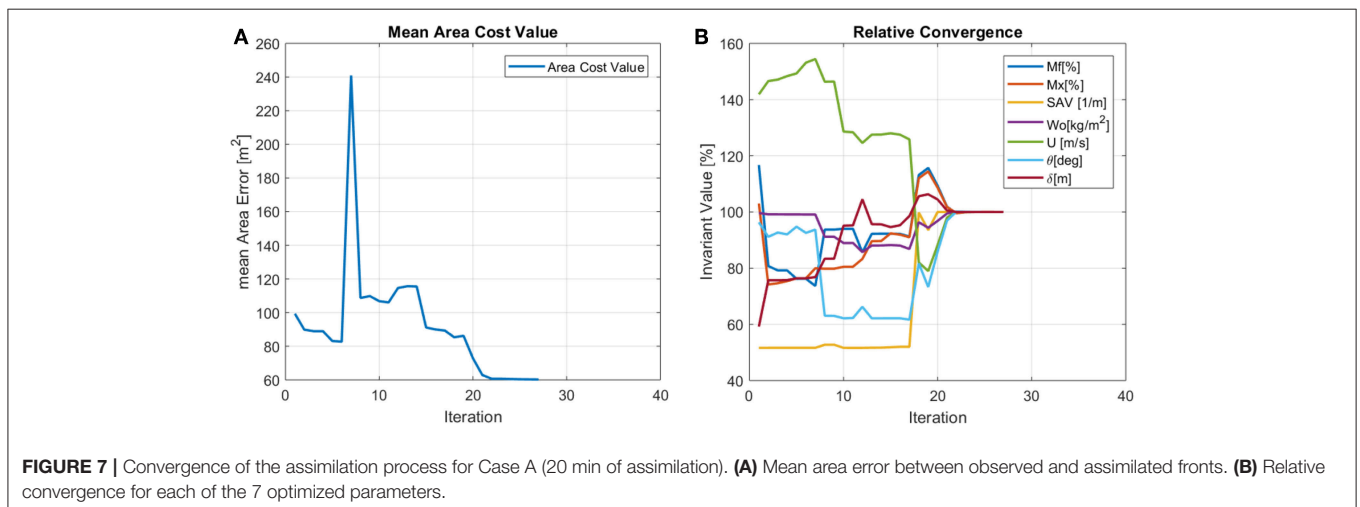 A
Mean Area Cost Value
260
240
220
200
180
160
140
120
100
80
60
mean Area Error [m²]
Area Cost Value
0
10
20
30
40
Iteration
B
Relative Convergence
160
140
120
100
80
60
40
Invariant Value [%]
Mf[%]
Mx[%]
SAV [1/m]
Wo[kg/m²]
U [m/s]
θ[deg]
δ[m]
0
10
20
30
40
Iteration
FIGURE 7 | Convergence of the assimilation process for Case A (20 min of assimilation). (A) Mean area error between observed and assimilated fronts. (B) Relative
convergence for each of the 7 optimized parameters.